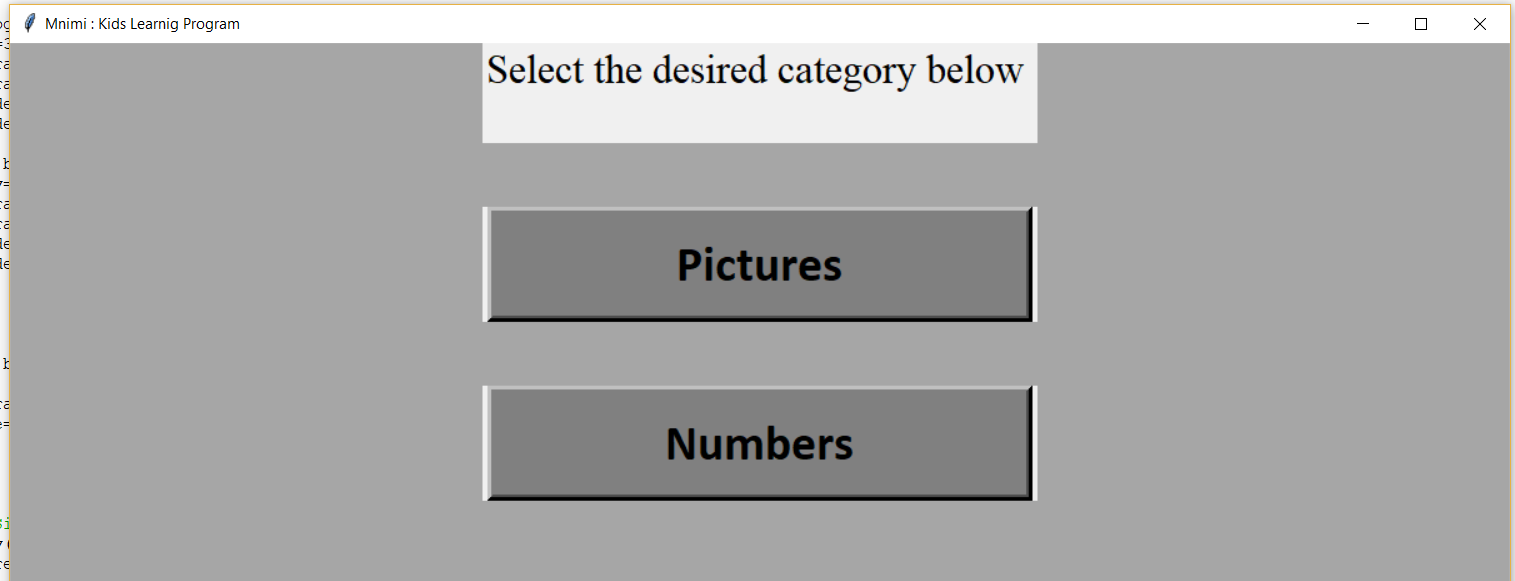 Mnimi : Kids Learnig Program
Select the desired category below
Pictures
Numbers